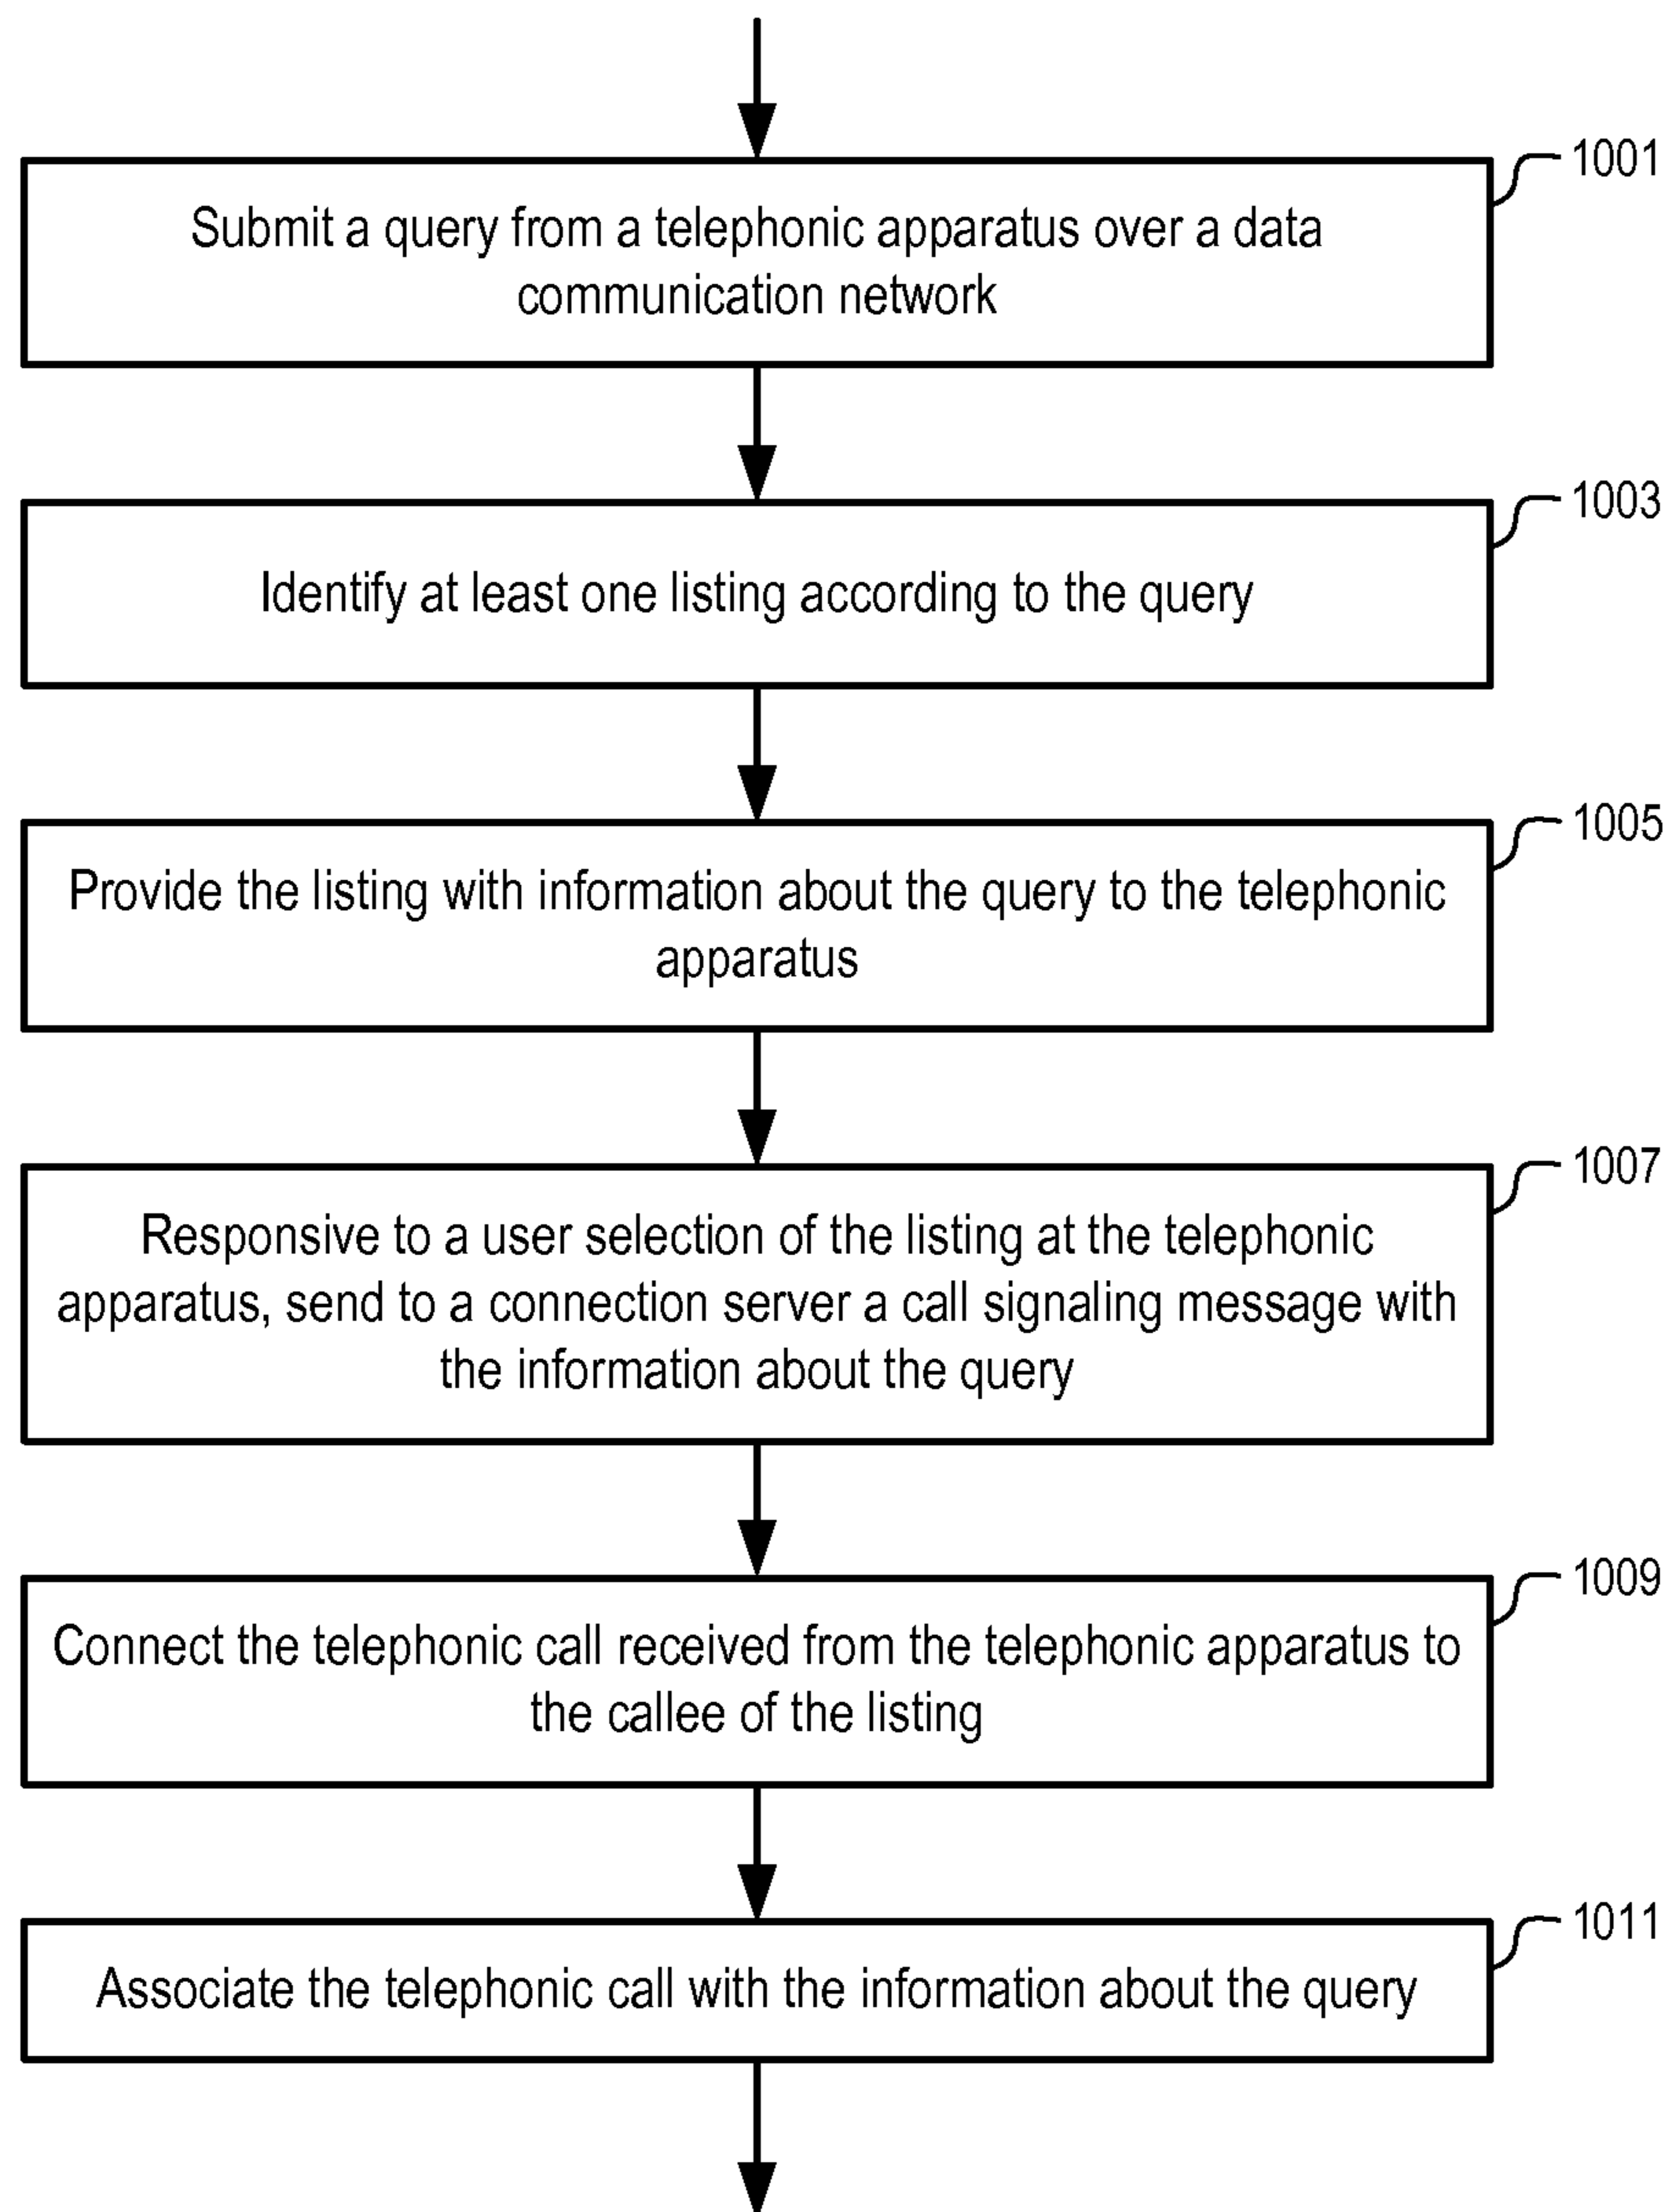 1001
Submit a query from a telephonic apparatus over a data
communication network
1003
Identify at least one listing according to the query
1005
Provide the listing with information about the query to the telephonic
apparatus
1007
Responsive to a user selection of the listing at the telephonic
apparatus, send to a connection server a call signaling message with
the information about the query
1009
Connect the telephonic call received from the telephonic apparatus to
the callee of the listing
1011
Associate the telephonic call with the information about the query